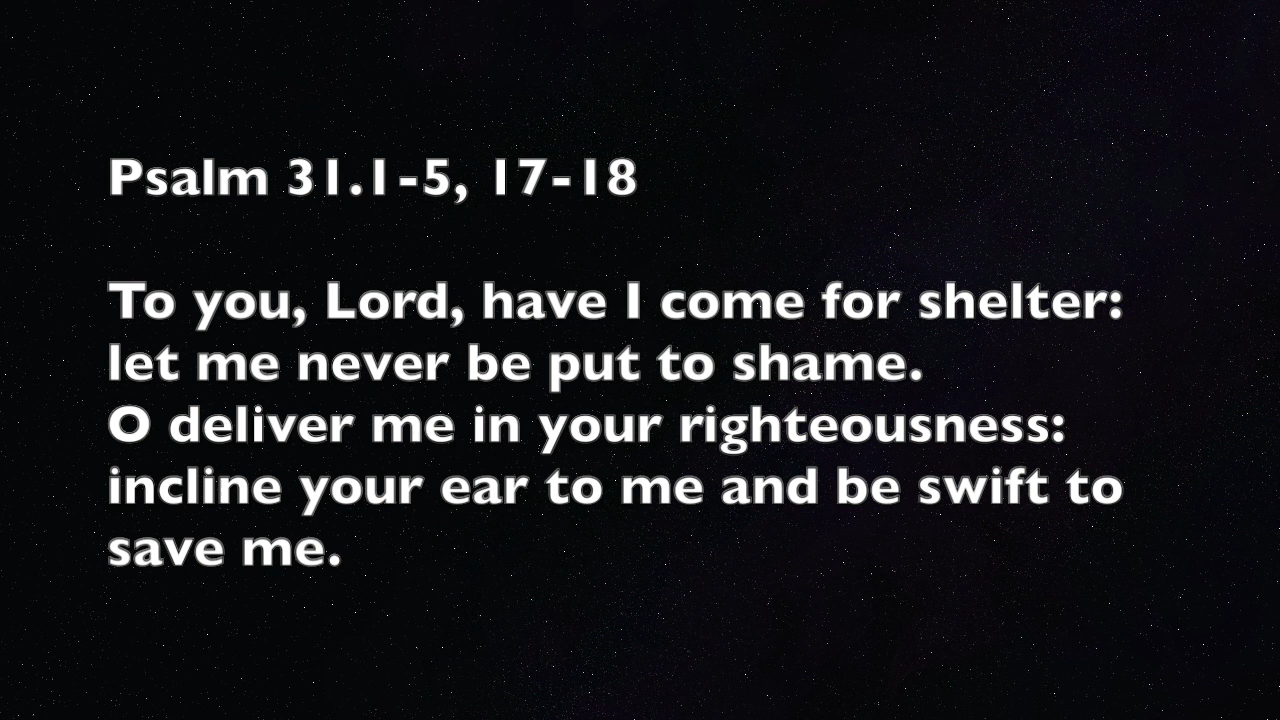 Psalm 31.1-5, 17-18
To you, Lord, have I come for shelter:
let me never be put to shame.
O deliver me in your righteousness:
incline your ear to me and be swift to
save me.